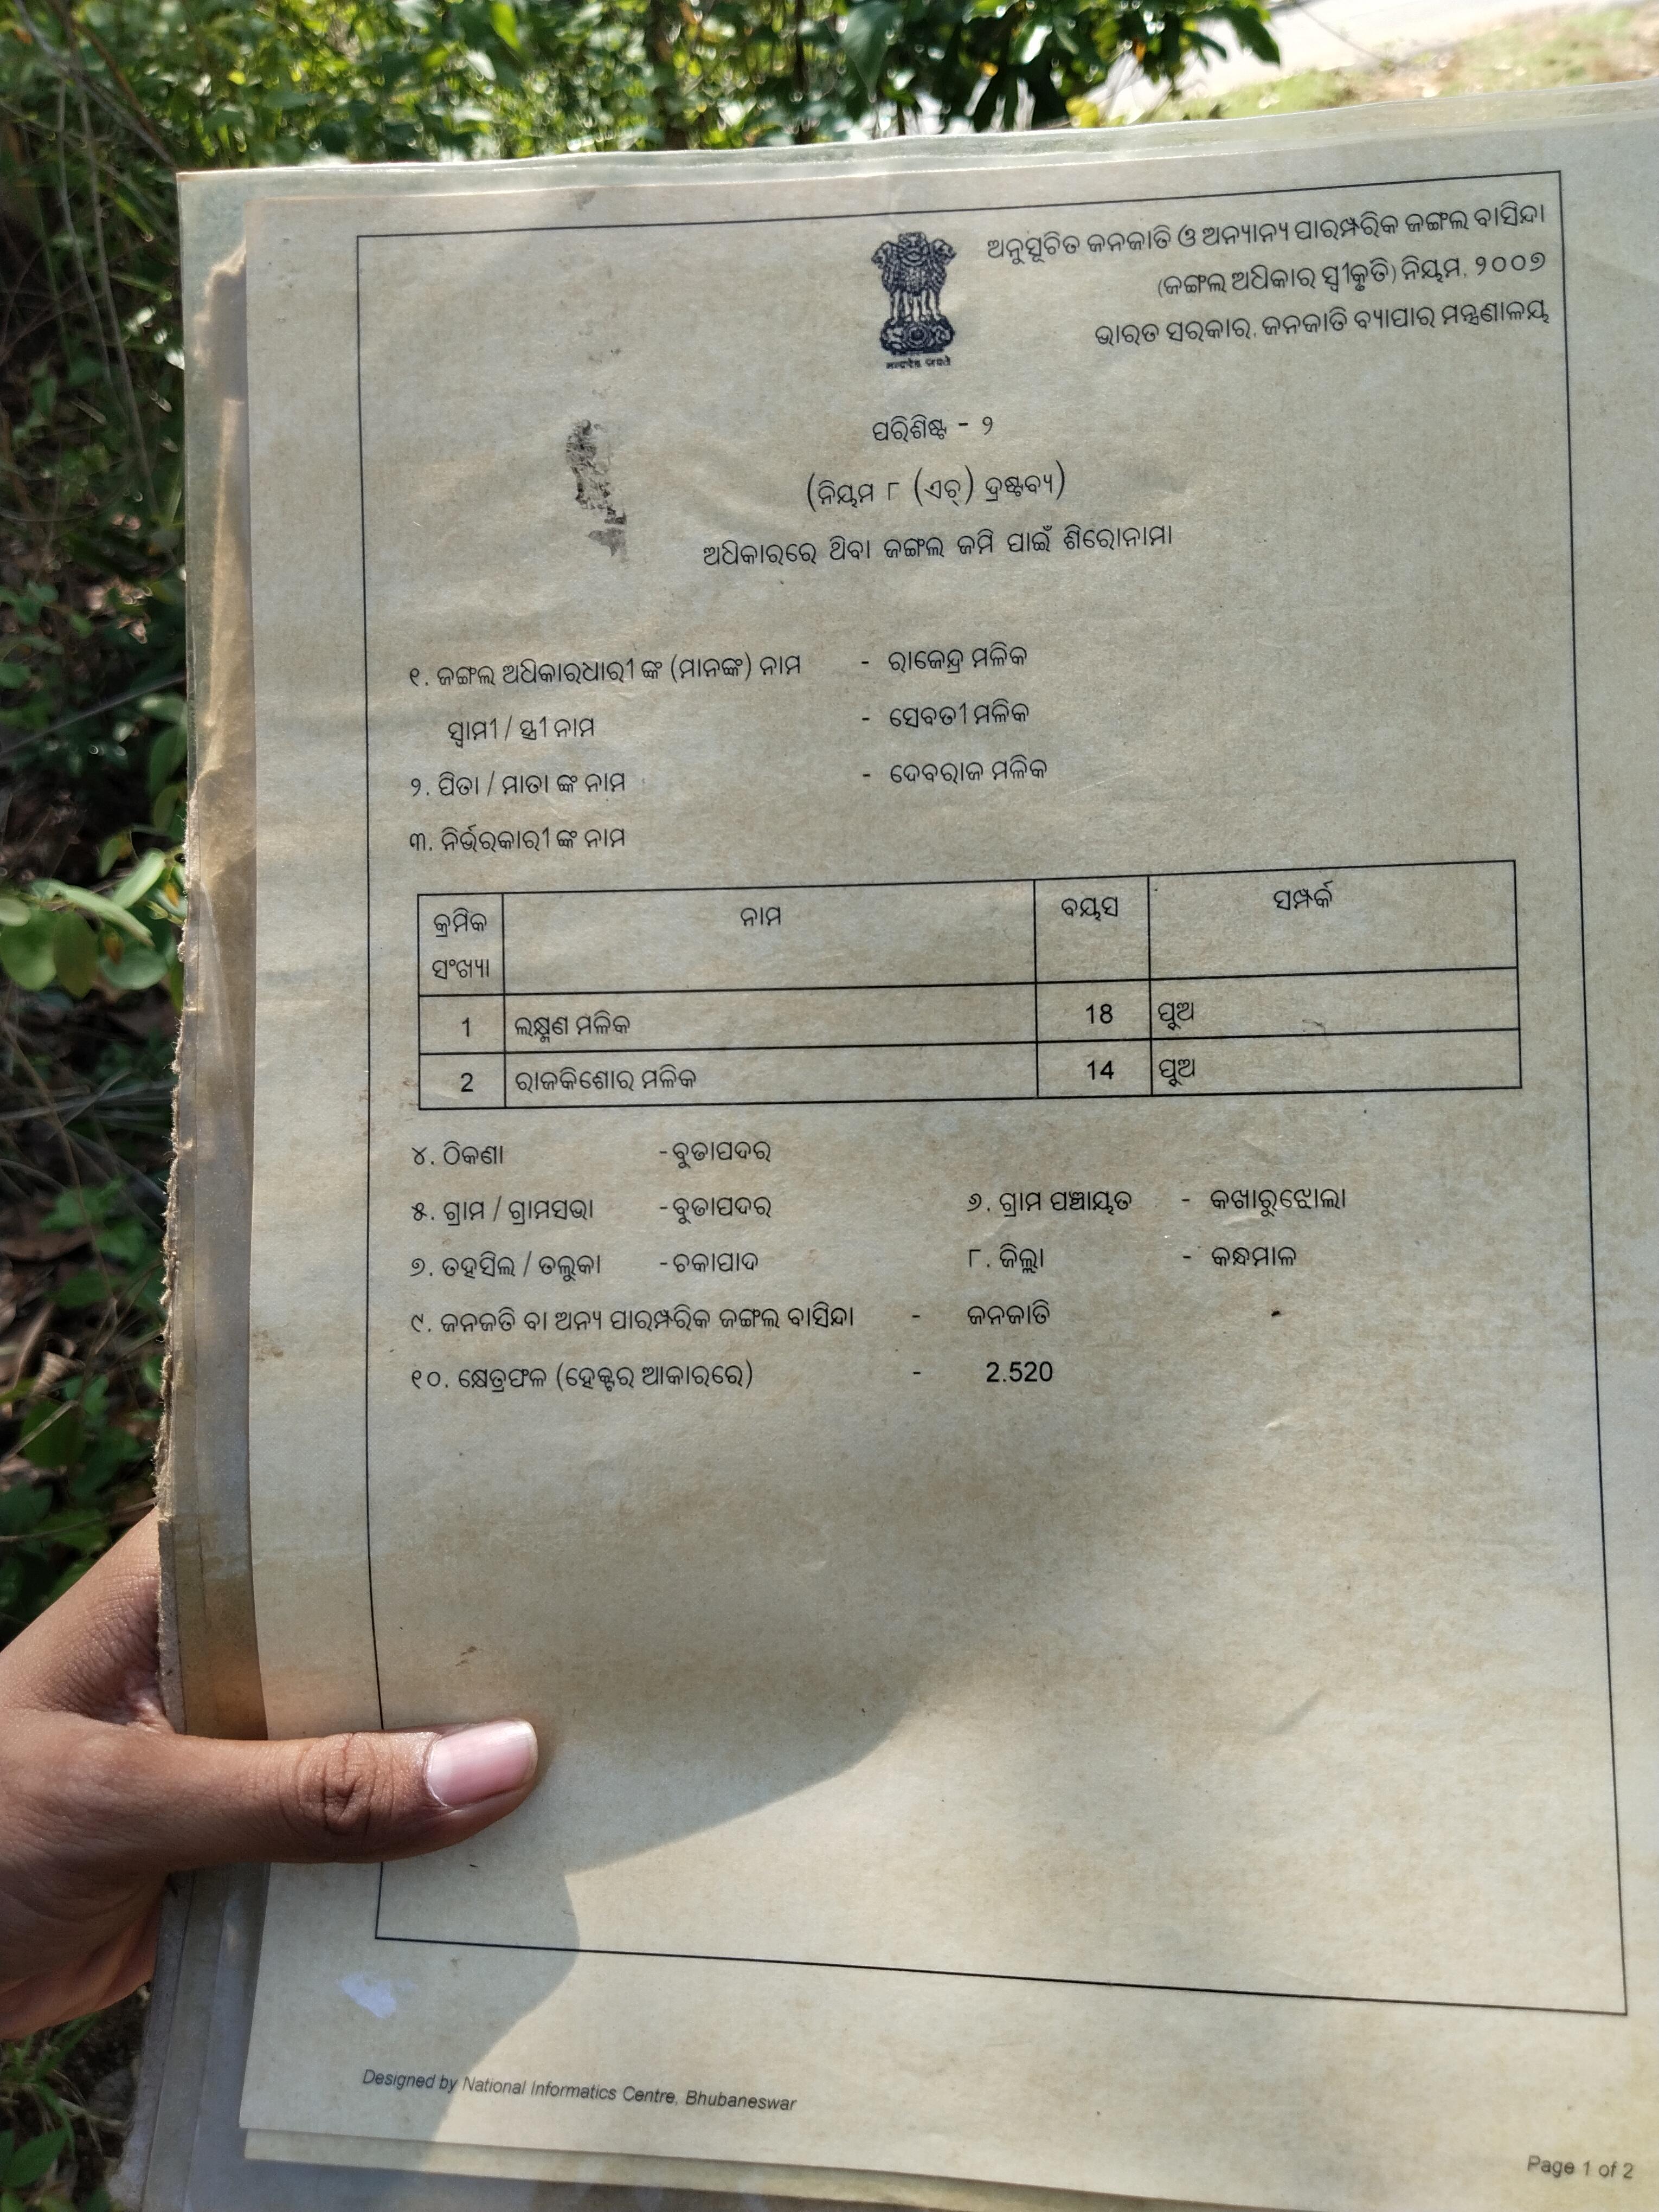 ଅନୁସୂଚିତ ଜନଜାତି ଓ ଅନ୍ୟାନ୍ୟ ପାରମ୍ପରିକ ଜଙ୍ଗଲ ବାସିନ୍ଦା
(ଜଙ୍ଗଲ ଅଧିକାର ସ୍ୱୀକୃତି) ନିୟମ, ୨୦୦୭
ଭାରତ ସରକାର, ଜନଜାତି ବ୍ୟାପାର ମନ୍ତ୍ରଣାଳୟ
सत्यमेव जयते
ପରିଶିଷ୍ଟ - ୨
(ନିୟମ ୮ (ଏଚ୍) ଦ୍ରଷ୍ଟବ୍ୟ)
ଅଧିକାରରେ ଥିବା ଜଙ୍ଗଲ ଜମି ପାଇଁ ଶିରୋନାମା
୧. ଜଙ୍ଗଲ ଅଧିକାରଧାରୀ ଙ୍କ (ମାନଙ୍କ) ନାମ - ରାଜେନ୍ଦ୍ର ମଳିକ
ସ୍ୱାମୀ / ସ୍ତ୍ରୀ ନାମ - ସେବତୀ ମଳିକ
୨. ପିତା / ମାତା ଙ୍କ ନାମ - ଦେବରାଜ ମଳିକ
୩. ନିର୍ଭରକାରୀ ଙ୍କ ନାମ
କ୍ରମିକ ସଂଖ୍ୟା ନାମ ବୟସ ସମ୍ପର୍କ
1 ଲକ୍ଷ୍ମଣ ମଳିକ 18 ପୁଅ
2 ରାଜକିଶୋର ମଳିକ 14 ପୁଅ
୪. ଠିକଣା - ବୁଡାପଦର
୫. ଗ୍ରାମ / ଗ୍ରାମସଭା - ବୁଡାପଦର ୬. ଗ୍ରାମ ପଞ୍ଚାୟତ - କଖାରୁଝୋଲା
୭. ତହସିଲ / ତଲୁକା - ଚକାପାଦ ୮. ଜିଲ୍ଲା - କନ୍ଧମାଳ
୯. ଜନଜତି ବା ଅନ୍ୟ ପାରମ୍ପରିକ ଜଙ୍ଗଲ ବାସିନ୍ଦା - ଜନଜାତି
୧୦. କ୍ଷେତ୍ରଫଳ (ହେକ୍ଟର ଆକାରରେ) - 2.520
Designed by National Informatics Centre, Bhubaneswar
Page 1 of 2